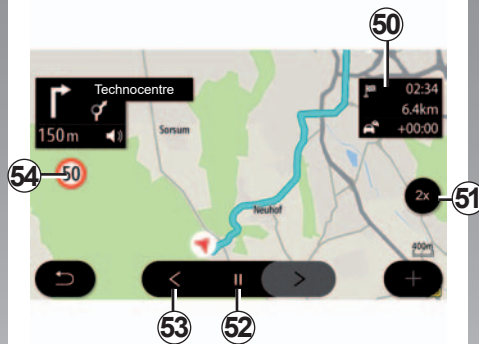 50
Technocentre
02:34
6.4km
150 m
+00:00
Sorsum
54
50
2x
51
Neuhof
400m
53
52